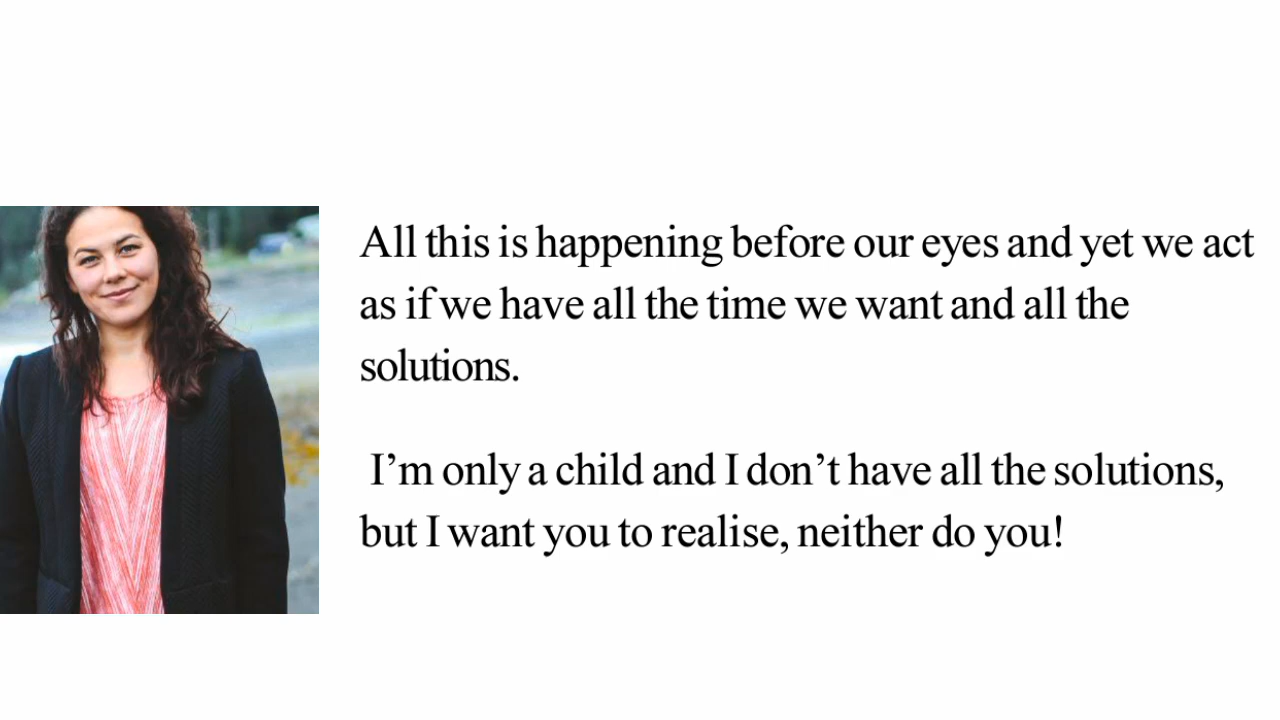 All this is happening before our eyes and yet we act
as if we have all the time we want and all the
solutions.
I’m only a child and I don’t have all the solutions,
but I want you to realise, neither do you!